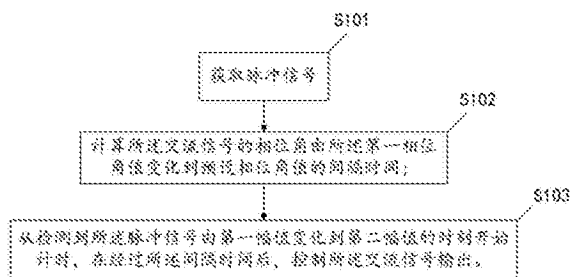 S101
获取脉冲信号
S102
计算所述交流信号的相位角由所述第一相位
角值变化到预设相位角值的间隔时间;
S103
从检测到所述脉冲信号由第一幅值变化到第二幅值的时刻开始
计时、在经过所述间隔时间后、控制所述交流信号输出。